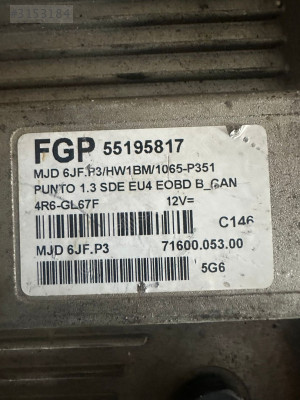 #3153184
FGP 55195817
MJD 6JF.P3/HW1BM/1065-P351
PUNTO 1.3 SDE EU4 EOBD B_CAN
4R6-GL67F 12V=
C146
MJD 6JF.P3 71600.053.00
5G6